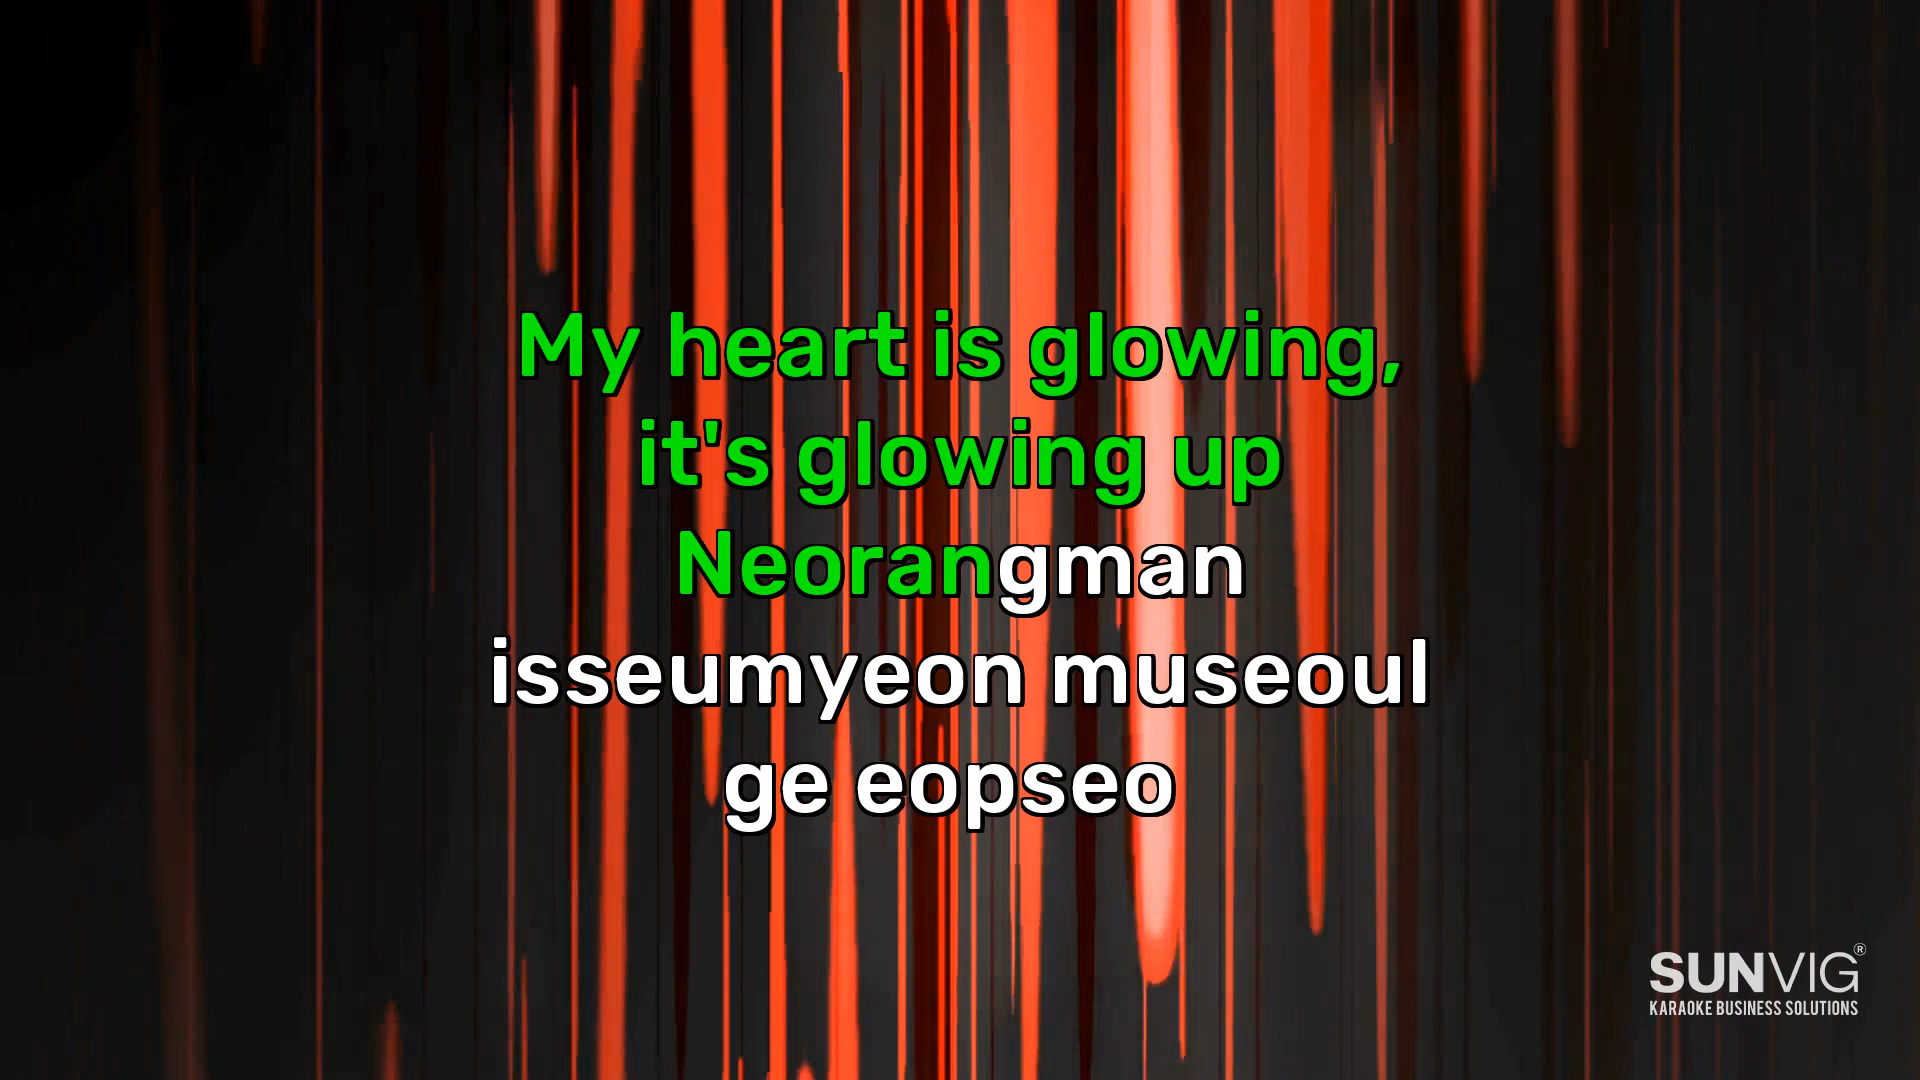 My heart is glowing,
it's glowing up
Neorangman
isseumyeon museoul
ge eopseo
SUNVIG®
KARAOKE BUSINESS SOLUTIONS